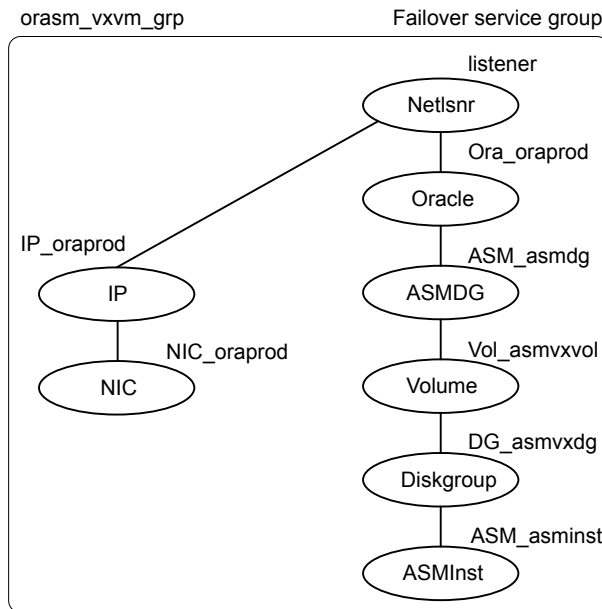 orasm_vxvm_grp
Failover service group
listener
Netlsnr
Ora_oraprod
Oracle
IP_oraprod
ASM_asmdg
IP
ASMDG
NIC_oraprod
Vol_asmvxvol
NIC
Volume
DG_asmvxdg
Diskgroup
ASM_asminst
ASMInst